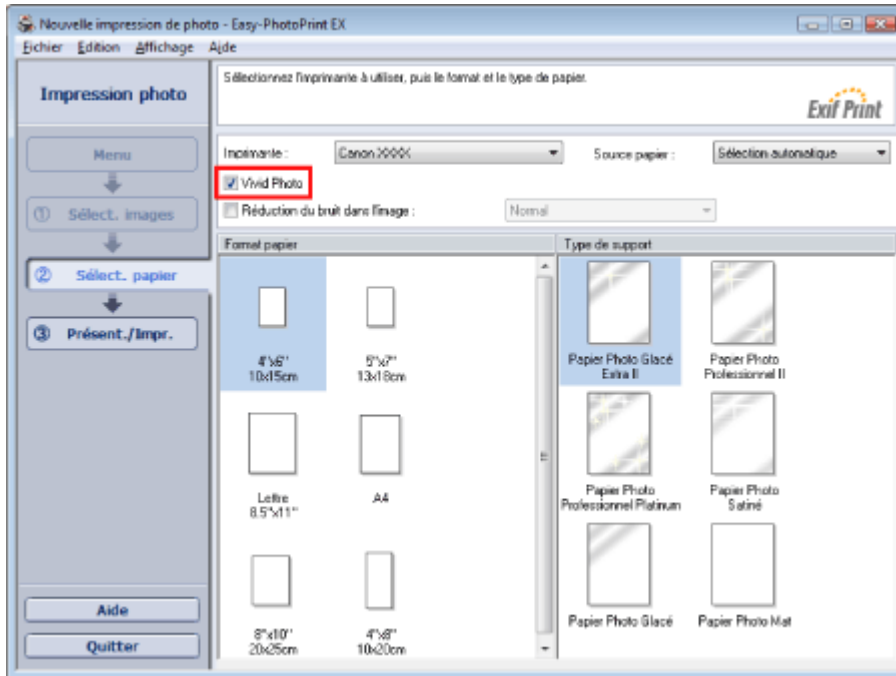 Nouvelle impression de photo - Easy-PhotoPrint EX
Fichier Edition Affichage Aide
Impression photo
Sélectionnez l'imprimante à utiliser, puis le format et le type de papier.
Exif Print
Menu
① Sélect. images
② Sélect. papier
③ Présent./Impr.
Aide
Quitter
Imprimante : Canon XXXX Source papier : Sélection automatique
Vivid Photo
Réduction du bruit dans l'image : Normal
Format papier
4"x6"
10x15cm
5"x7"
13x18cm
Lettre
8.5"x11"
A4
8"x10"
20x25cm
4"x8"
10x20cm
Type de support
Papier Photo Glacé
Extra II
Papier Photo
Professionnel II
Papier Photo
Professionnel Platinum
Papier Photo
Satiné
Papier Photo Glacé
Papier Photo Mat